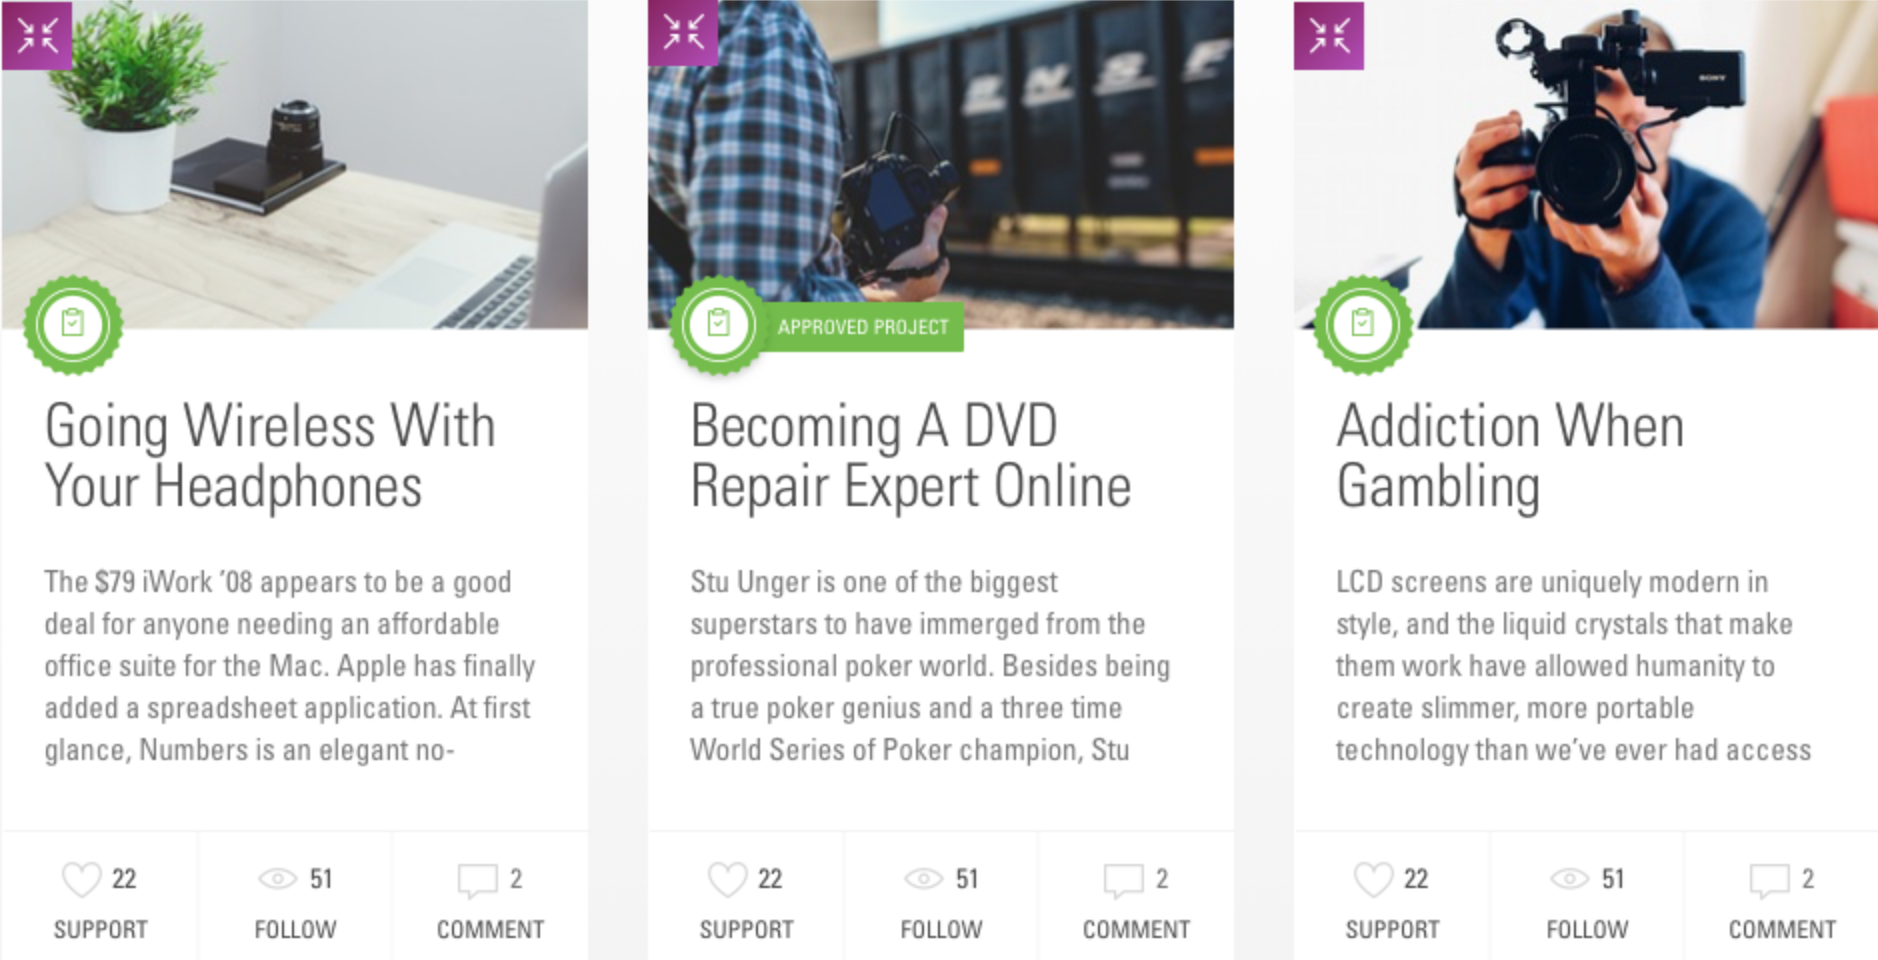 BNSF
SONY
APPROVED PROJECT
Going Wireless With
Your Headphones
The $79 iWork ’08 appears to be a good
deal for anyone needing an affordable
office suite for the Mac. Apple has finally
added a spreadsheet application. At first
glance, Numbers is an elegant no-
22
SUPPORT
51
FOLLOW
2
COMMENT
Becoming A DVD
Repair Expert Online
Stu Unger is one of the biggest
superstars to have immerged from the
professional poker world. Besides being
a true poker genius and a three time
World Series of Poker champion, Stu
22
SUPPORT
51
FOLLOW
2
COMMENT
Addiction When
Gambling
LCD screens are uniquely modern in
style, and the liquid crystals that make
them work have allowed humanity to
create slimmer, more portable
technology than we’ve ever had access
22
SUPPORT
51
FOLLOW
2
COMMENT